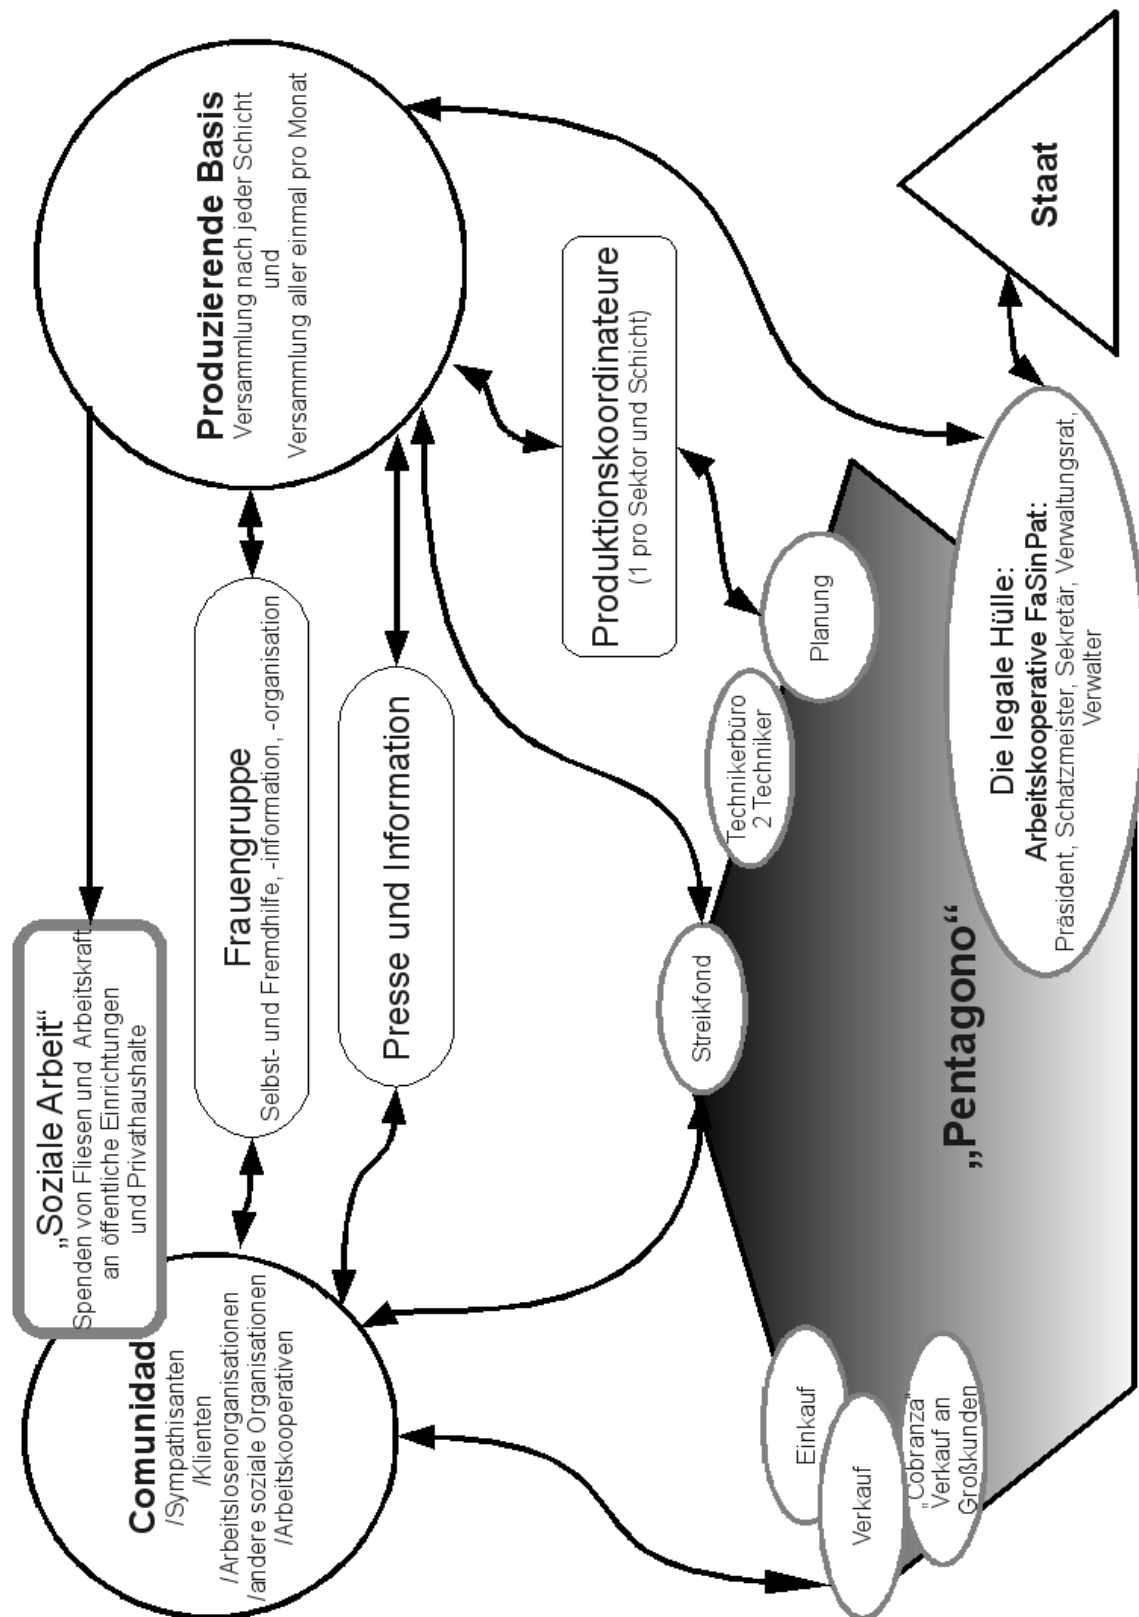 „Soziale Arbeit“
Spenden von Fliesen und Arbeitskraft
an öffentliche Einrichtungen
und Privathaushalte
Comunidad
/Sympathisanten
/Klienten
/Arbeitslosenorganisationen
/andere soziale Organisationen
/Arbeitskooperativen
Frauengruppe
Selbst- und Fremdhilfe, -information, -organisation
Presse und Information
Produzierende Basis
Versammlung nach jeder Schicht
und
Versammlung aller einmal pro Monat
Produktionskoordinateure
(1 pro Sektor und Schicht)
Streikfond
Technikerbüro
2 Techniker
Planung
Einkauf
Verkauf
„Cobranza“
Verkauf an
Großkunden
„Pentagono“
Die legale Hülle:
Arbeitskooperative FaSinPat:
Präsident, Schatzmeister, Sekretär, Verwaltungsrat,
Verwalter
Staat